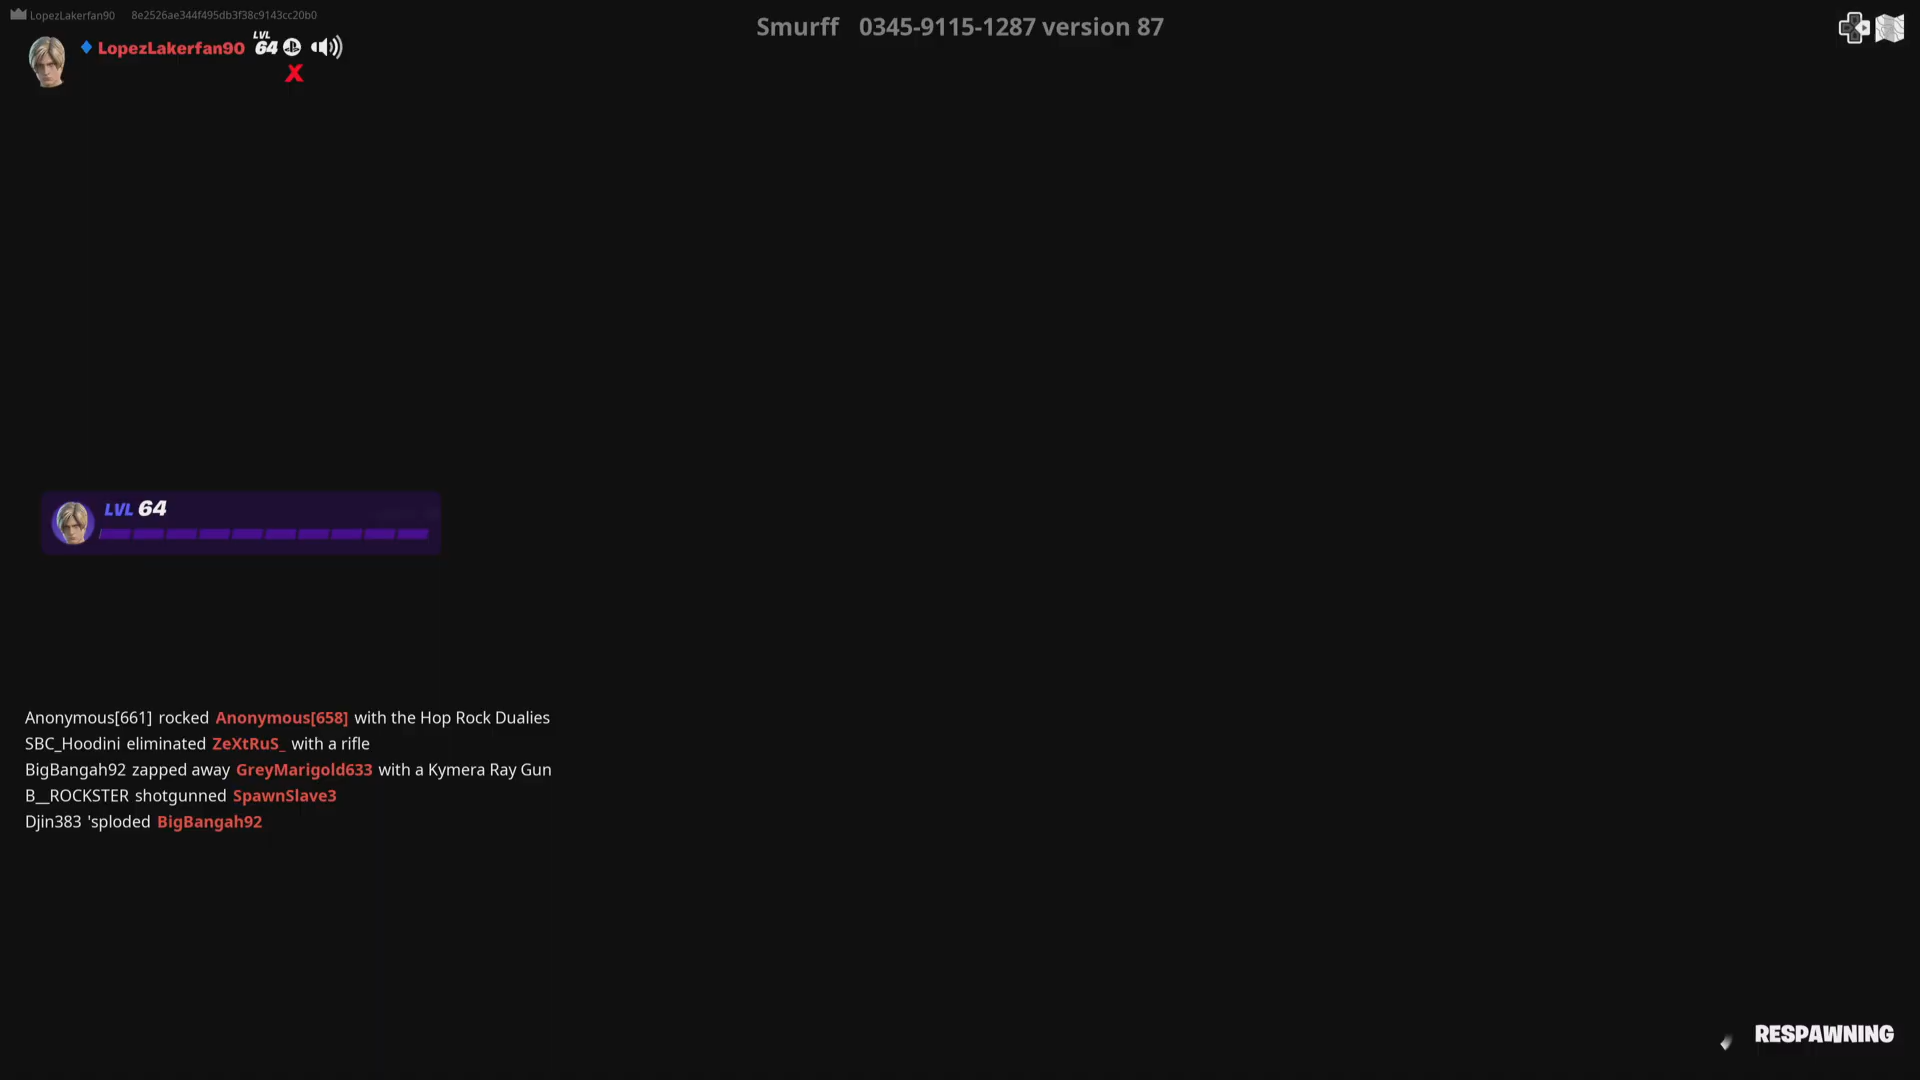 LopezLakerfan90 8e2526ae344f495db3f38c9143cc20b0
Smurff 0345-9115-1287 version 87
LopezLakerfan90 LVL 64
X
LVL 64
Anonymous[661] rocked Anonymous[658] with the Hop Rock Dualies
SBC_Hoodini eliminated ZeXtRuS_ with a rifle
BigBangah92 zapped away GreyMarigold633 with a Kymera Ray Gun
B__ROCKSTER shotgunned SpawnSlave3
Djin383 'sploded BigBangah92
RESPAWNING